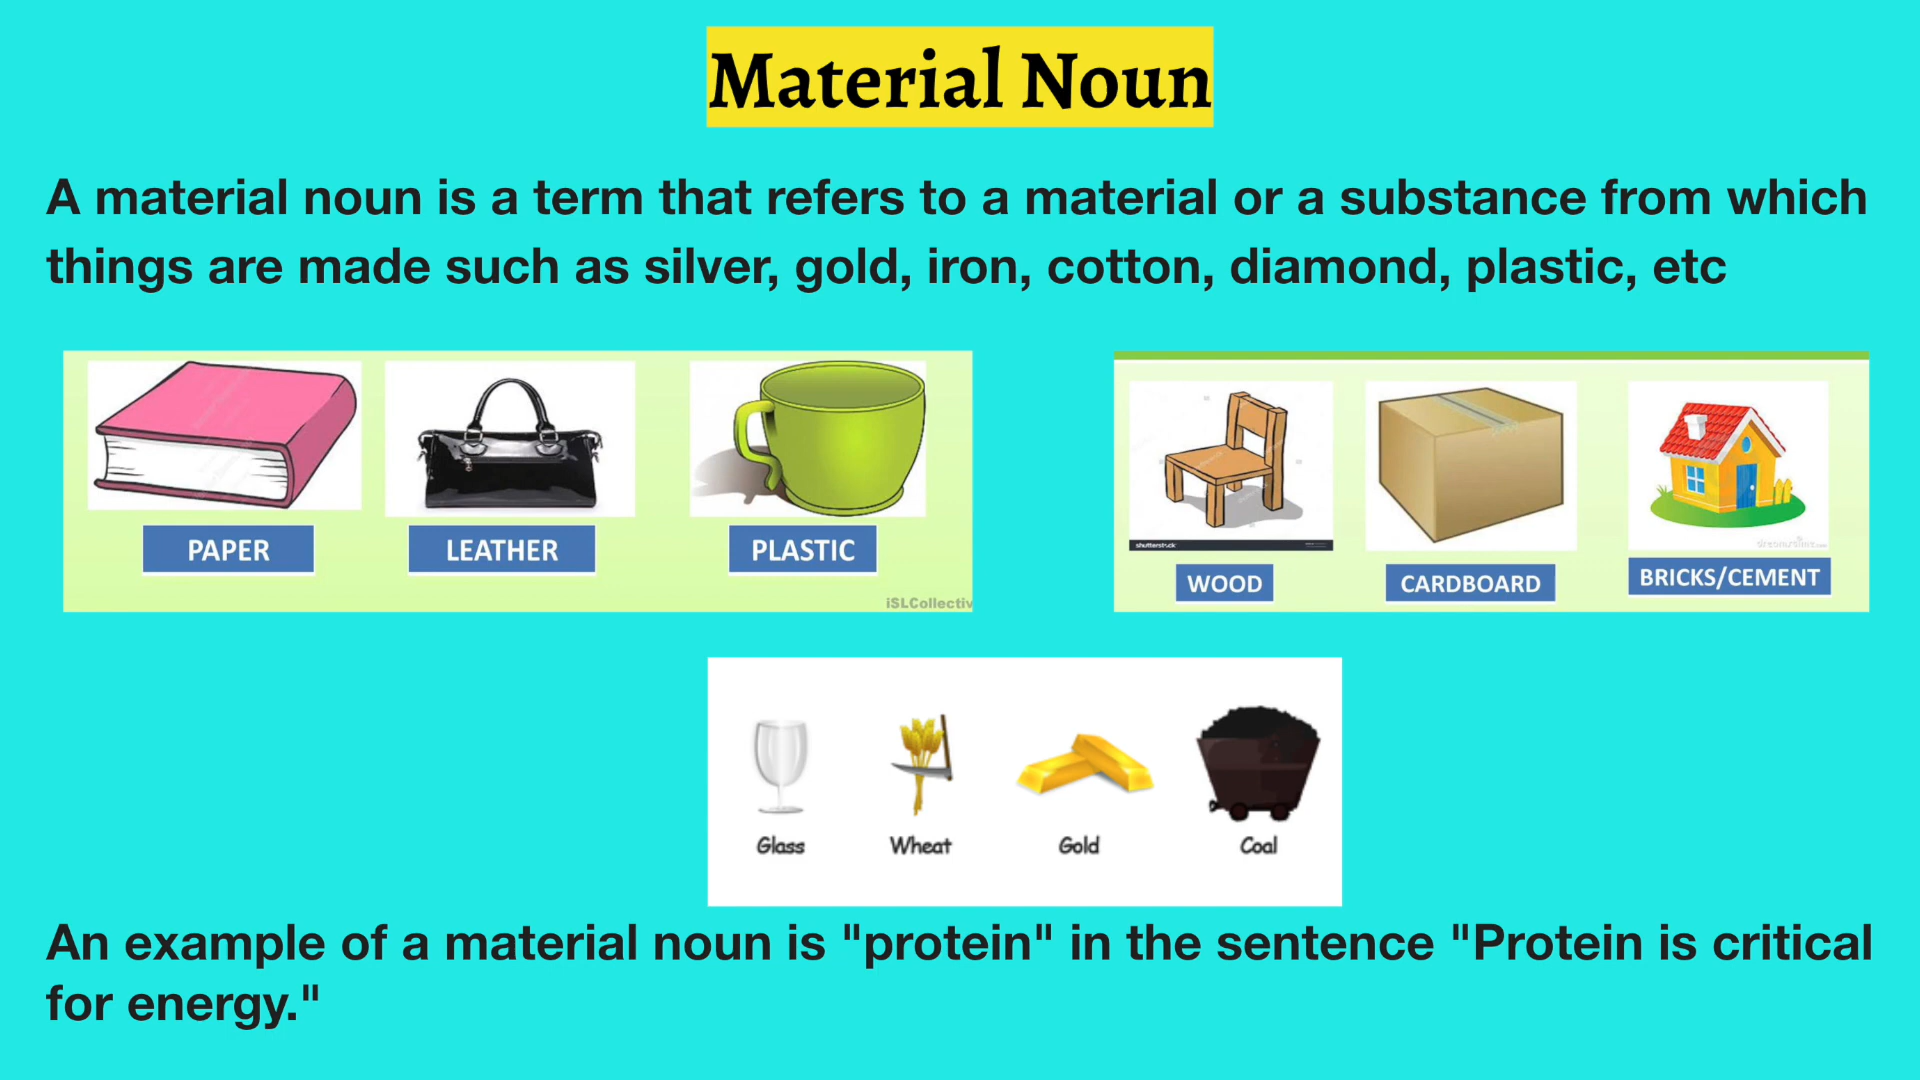 Material Noun
A material noun is a term that refers to a material or a substance from which
things are made such as silver, gold, iron, cotton, diamond, plastic, etc
PAPER LEATHER PLASTIC
iSLCollectiv
shutterstock
WOOD CARDBOARD BRICKS/CEMENT
Glass Wheat Gold Coal
An example of a material noun is "protein" in the sentence "Protein is critical
for energy."